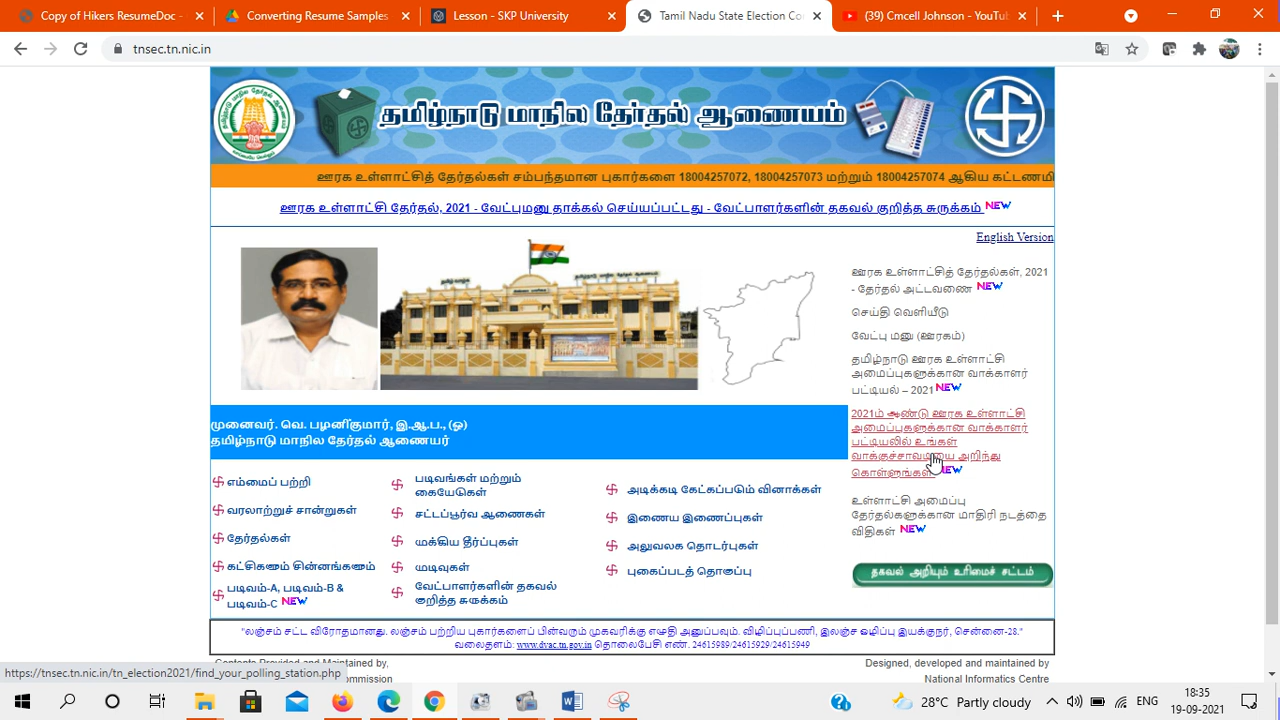 Copy of Hikers ResumeDoc -
Converting Resume Samples
Lesson - SKP University
Tamil Nadu State Election Co
(39) Cmcell Johnson - YouTu
tnsec.tn.nic.in
தமிழ்நாடு மாநில தேர்தல் ஆணையம்
ஊரக உள்ளாட்சித் தேர்தல்கள் சம்பந்தமான புகார்களை 18004257072, 18004257073 மற்றும் 18004257074 ஆகிய கட்டணமி
ஊரக உள்ளாட்சி தேர்தல், 2021 - வேட்புமனு தாக்கல் செய்யப்பட்டது - வேட்பாளர்களின் தகவல் குறித்த சுருக்கம் NEW
English Version
ஊரக உள்ளாட்சித் தேர்தல்கள், 2021
- தேர்தல் அட்டவணை NEW
செய்தி வெளியீடு
வேட்பு மனு (ஊரகம்)
தமிழ்நாடு ஊரக உள்ளாட்சி
அமைப்புகளுக்கான வாக்காளர்
பட்டியல் – 2021 NEW
2021ம் ஆண்டு ஊரக உள்ளாட்சி
அமைப்புகளுக்கான வாக்காளர்
பட்டியலில் உங்கள்
வாக்குச்சாவடியை அறிந்து
கொள்ளுங்கள் NEW
உள்ளாட்சி அமைப்பு
தேர்தல்களுக்கான மாதிரி நடத்தை
விதிகள் NEW
தகவல் அறியும் உரிமைச் சட்டம்
முனைவர். வெ. பழனிகுமார், இ.ஆ.ப., (ஓ)
தமிழ்நாடு மாநில தேர்தல் ஆணையர்
எம்மைப் பற்றி
வரலாற்றுச் சான்றுகள்
தேர்தல்கள்
கட்சிகளும் சின்னங்களும்
படிவம்-A, படிவம்-B &
படிவம்-C NEW
படிவங்கள் மற்றும்
கையேடுகள்
சட்டப்பூர்வ ஆணைகள்
முக்கிய தீர்ப்புகள்
முடிவுகள்
வேட்பாளர்களின் தகவல்
குறித்த சுருக்கம்
அடிக்கடி கேட்கப்படும் வினாக்கள்
இணைய இணைப்புகள்
அலுவலக தொடர்புகள்
புகைப்படத் தொகுப்பு
"லஞ்சம் சட்ட விரோதமானது. லஞ்சம் பற்றிய புகார்களைப் பின்வரும் முகவரிக்கு எழுதி அனுப்பவும். விழிப்புப்பணி, இலஞ்ச ஒழிப்பு இயக்குநர், சென்னை-28."
வலைதளம்: www.dvac.tn.gov.in தொலைபேசி எண். 24615989/24615929/24615949
Contents Provided and Maintained by,
Designed, developed and maintained by
mmission
National Informatics Centre
https://tnsec.tn.nic.in/tn_election2021/find_your_polling_station.php
28°C Partly cloudy
ENG
18:35
19-09-2021